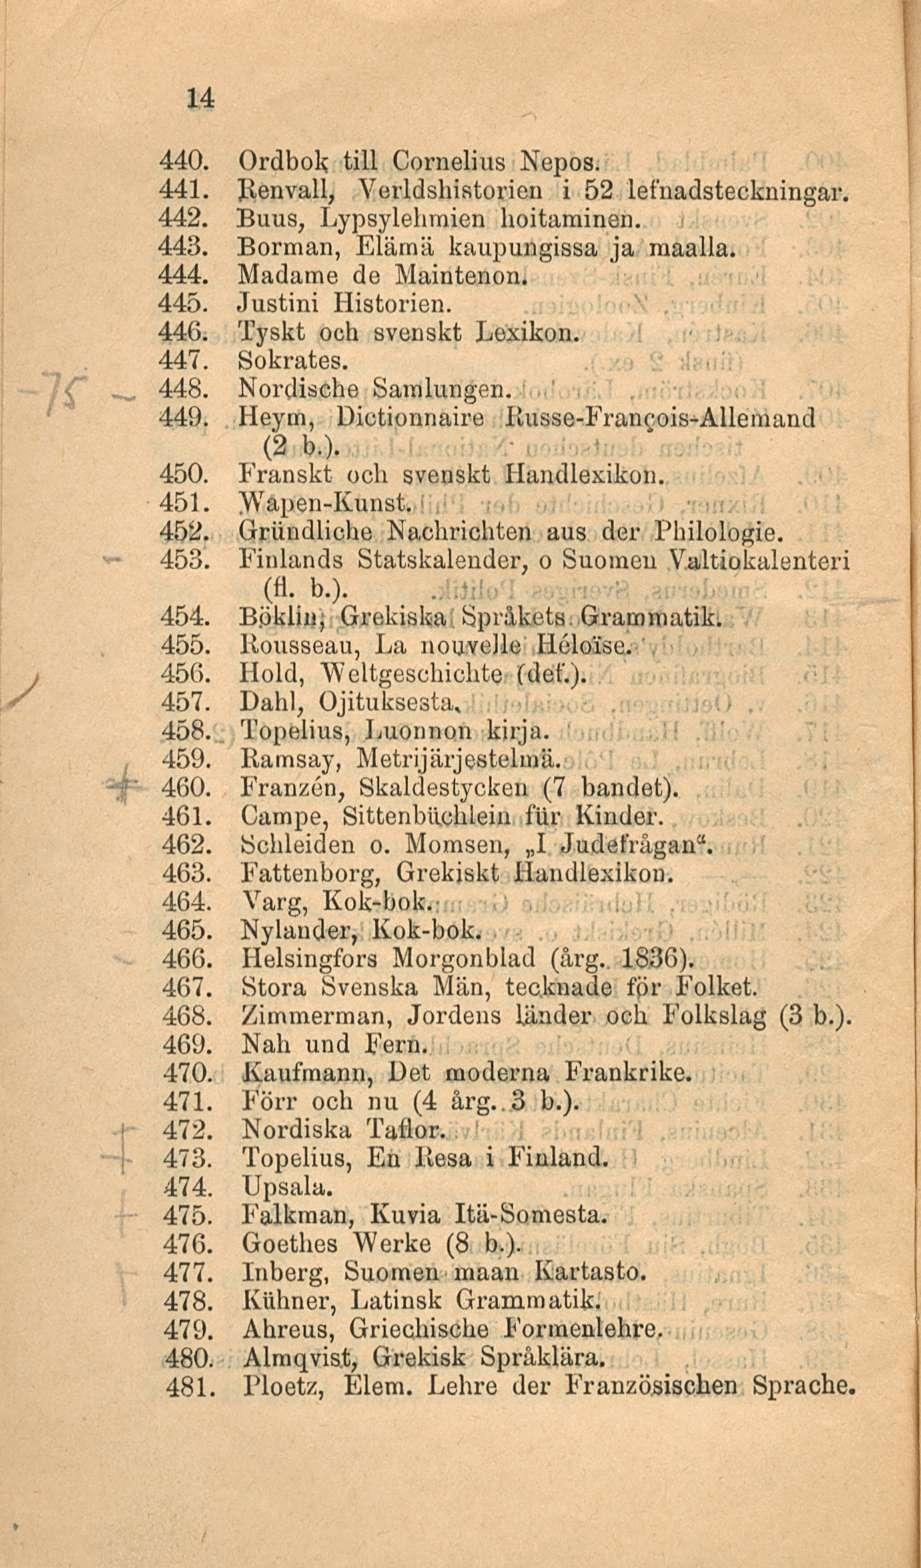 14
440. Ordbok till Cornelius Nepos.
441. Renvall, Verldshistorien i 52 lefnadsteckningar.
442. Buus, Lypsylehmien hoitaminen.
443. Borman, Elämä kaupungissa ja maalla.
444. Madame de Maintenon.
445. Justini Historien.
446. Tyskt och svenskt Lexikon.
447. Sokrates.
-75 - 448. Nordische Samlungen.
449. Heym, Dictionnaire Russe-François-Allemand
(2 b.).
450. Franskt och svenskt Handlexikon.
451. Wapen-Kunst.
452. Gründliche Nachrichten aus der Philologie.
453. Finlands Statskalender, o Suomen Valtiokalenteri
(fl. b.).
454. Böklin, Grekiska Språkets Grammatik.
455. Rousseau, La nouvelle Héloïse.
456. Hold, Weltgeschichte (def.).
457. Dahl, Ojituksesta.
458. Topelius, Luonnon kirja.
459. Ramsay, Metrijärjestelmä.
460. Franzén, Skaldestycken (7 bandet).
461. Campe, Sittenbüchlein für Kinder.
462. Schleiden o. Momsen, „I Judefrågan“.
463. Fattenborg, Grekiskt Handlexikon.
464. Varg, Kok-bok.
465. Nylander, Kok-bok.
466. Helsingfors Morgonblad (årg. 1836).
467. Stora Svenska Män, tecknade för Folket.
468. Zimmerman, Jordens länder och Folkslag (3 b.).
469. Nah und Fern.
470. Kaufmann, Det moderna Frankrike.
471. Förr och nu (4 årg. 3 b.).
472. Nordiska Taflor.
473. Topelius, En Resa i Finland.
474. Upsala.
475. Falkman, Kuvia Itä-Somesta.
476. Goethes Werke (8 b.).
477. Inberg, Suomen maan Kartasto.
478. Kühner, Latinsk Grammatik.
479. Ahreus, Griechische Formenlehre.
480. Almqvist, Grekisk Språklära.
481. Ploetz, Elem. Lehre der Französischen Sprache.